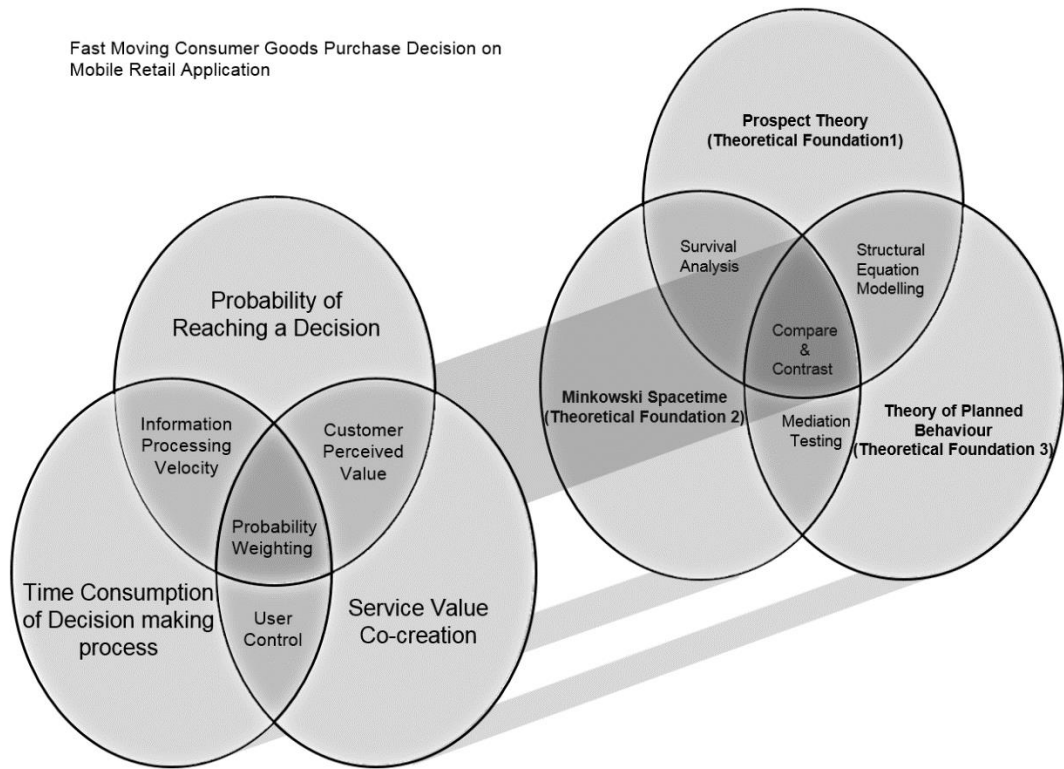 Fast Moving Consumer Goods Purchase Decision on
Mobile Retail Application
Prospect Theory
(Theoretical Foundation1)
Survival
Analysis
Structural
Equation
Modelling
Compare
&
Contrast
Minkowski Spacetime
(Theoretical Foundation 2)
Mediation
Testing
Theory of Planned
Behaviour
(Theoretical Foundation 3)
Probability of
Reaching a Decision
Information
Processing
Velocity
Customer
Perceived
Value
Probability
Weighting
Time Consumption
of Decision making
process
User
Control
Service Value
Co-creation